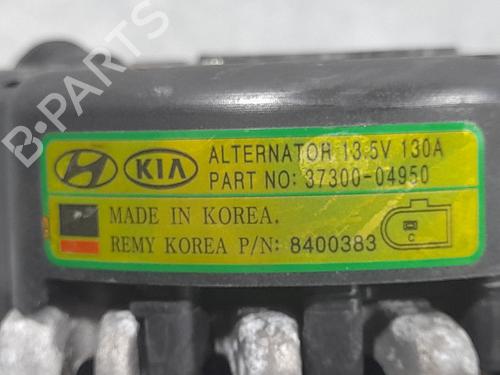 B-PARTS
KIA ALTERNATOR 13.5V 130A
PART NO: 37300-04950
MADE IN KOREA.
REMY KOREA P/N: 8400383
C